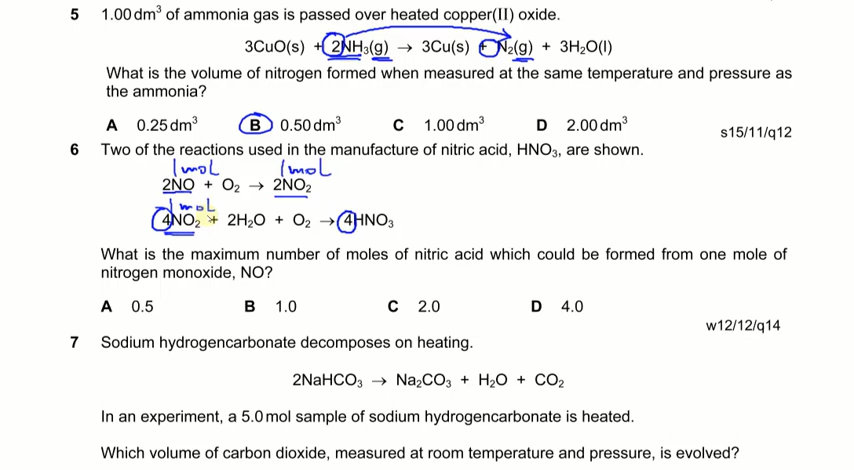 5 1.00 dm³ of ammonia gas is passed over heated copper(II) oxide.
3CuO(s) + 2NH₃(g) → 3Cu(s) + N₂(g) + 3H₂O(l)
What is the volume of nitrogen formed when measured at the same temperature and pressure as
the ammonia?
A 0.25 dm³ B 0.50 dm³ C 1.00 dm³ D 2.00 dm³
s15/11/q12
6 Two of the reactions used in the manufacture of nitric acid, HNO₃, are shown.
1mol 1mol
2NO + O₂ → 2NO₂
1mol
4NO₂ + 2H₂O + O₂ → 4HNO₃
What is the maximum number of moles of nitric acid which could be formed from one mole of
nitrogen monoxide, NO?
A 0.5 B 1.0 C 2.0 D 4.0
w12/12/q14
7 Sodium hydrogencarbonate decomposes on heating.
2NaHCO₃ → Na₂CO₃ + H₂O + CO₂
In an experiment, a 5.0 mol sample of sodium hydrogencarbonate is heated.
Which volume of carbon dioxide, measured at room temperature and pressure, is evolved?